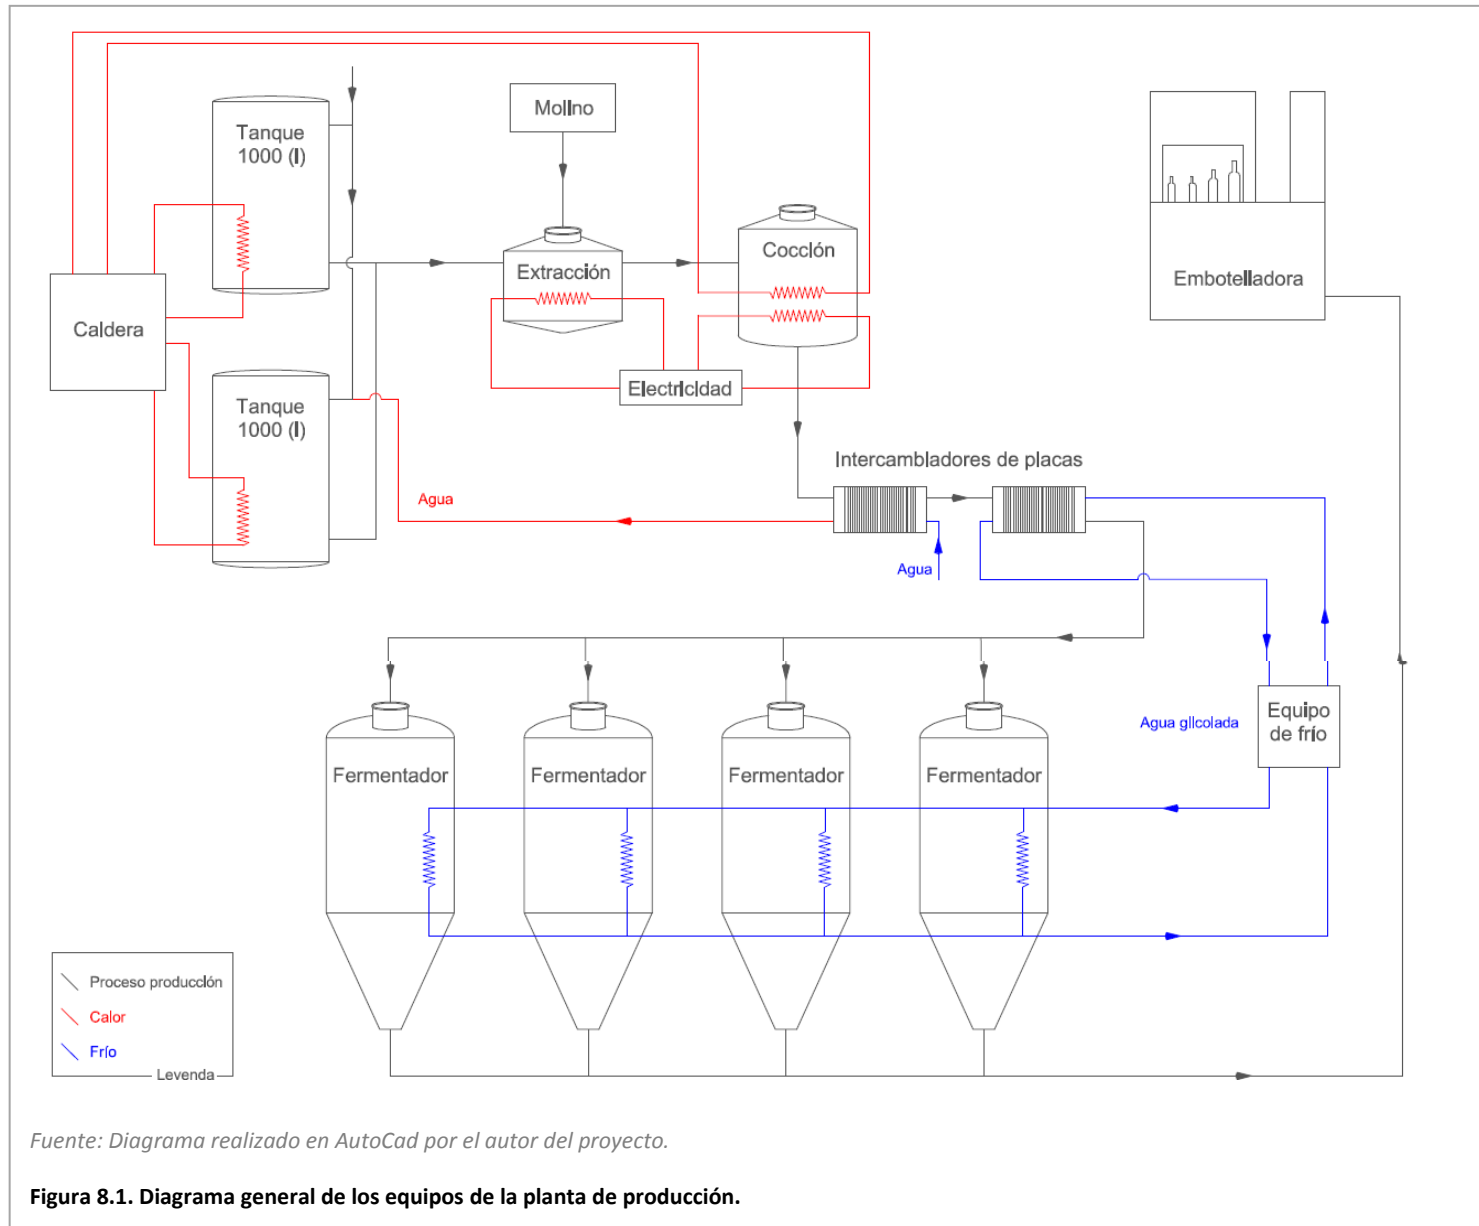 Tanque
1000 (l)
Molino
Extracción
Cocción
Embotelladora
Caldera
Electricidad
Tanque
1000 (l)
Intercambiadores de placas
Agua
Agua
Agua glicolada
Equipo
de frío
Fermentador
Fermentador
Fermentador
Fermentador
Proceso producción
Calor
Frío
Levenda
Fuente: Diagrama realizado en AutoCad por el autor del proyecto.
Figura 8.1. Diagrama general de los equipos de la planta de producción.